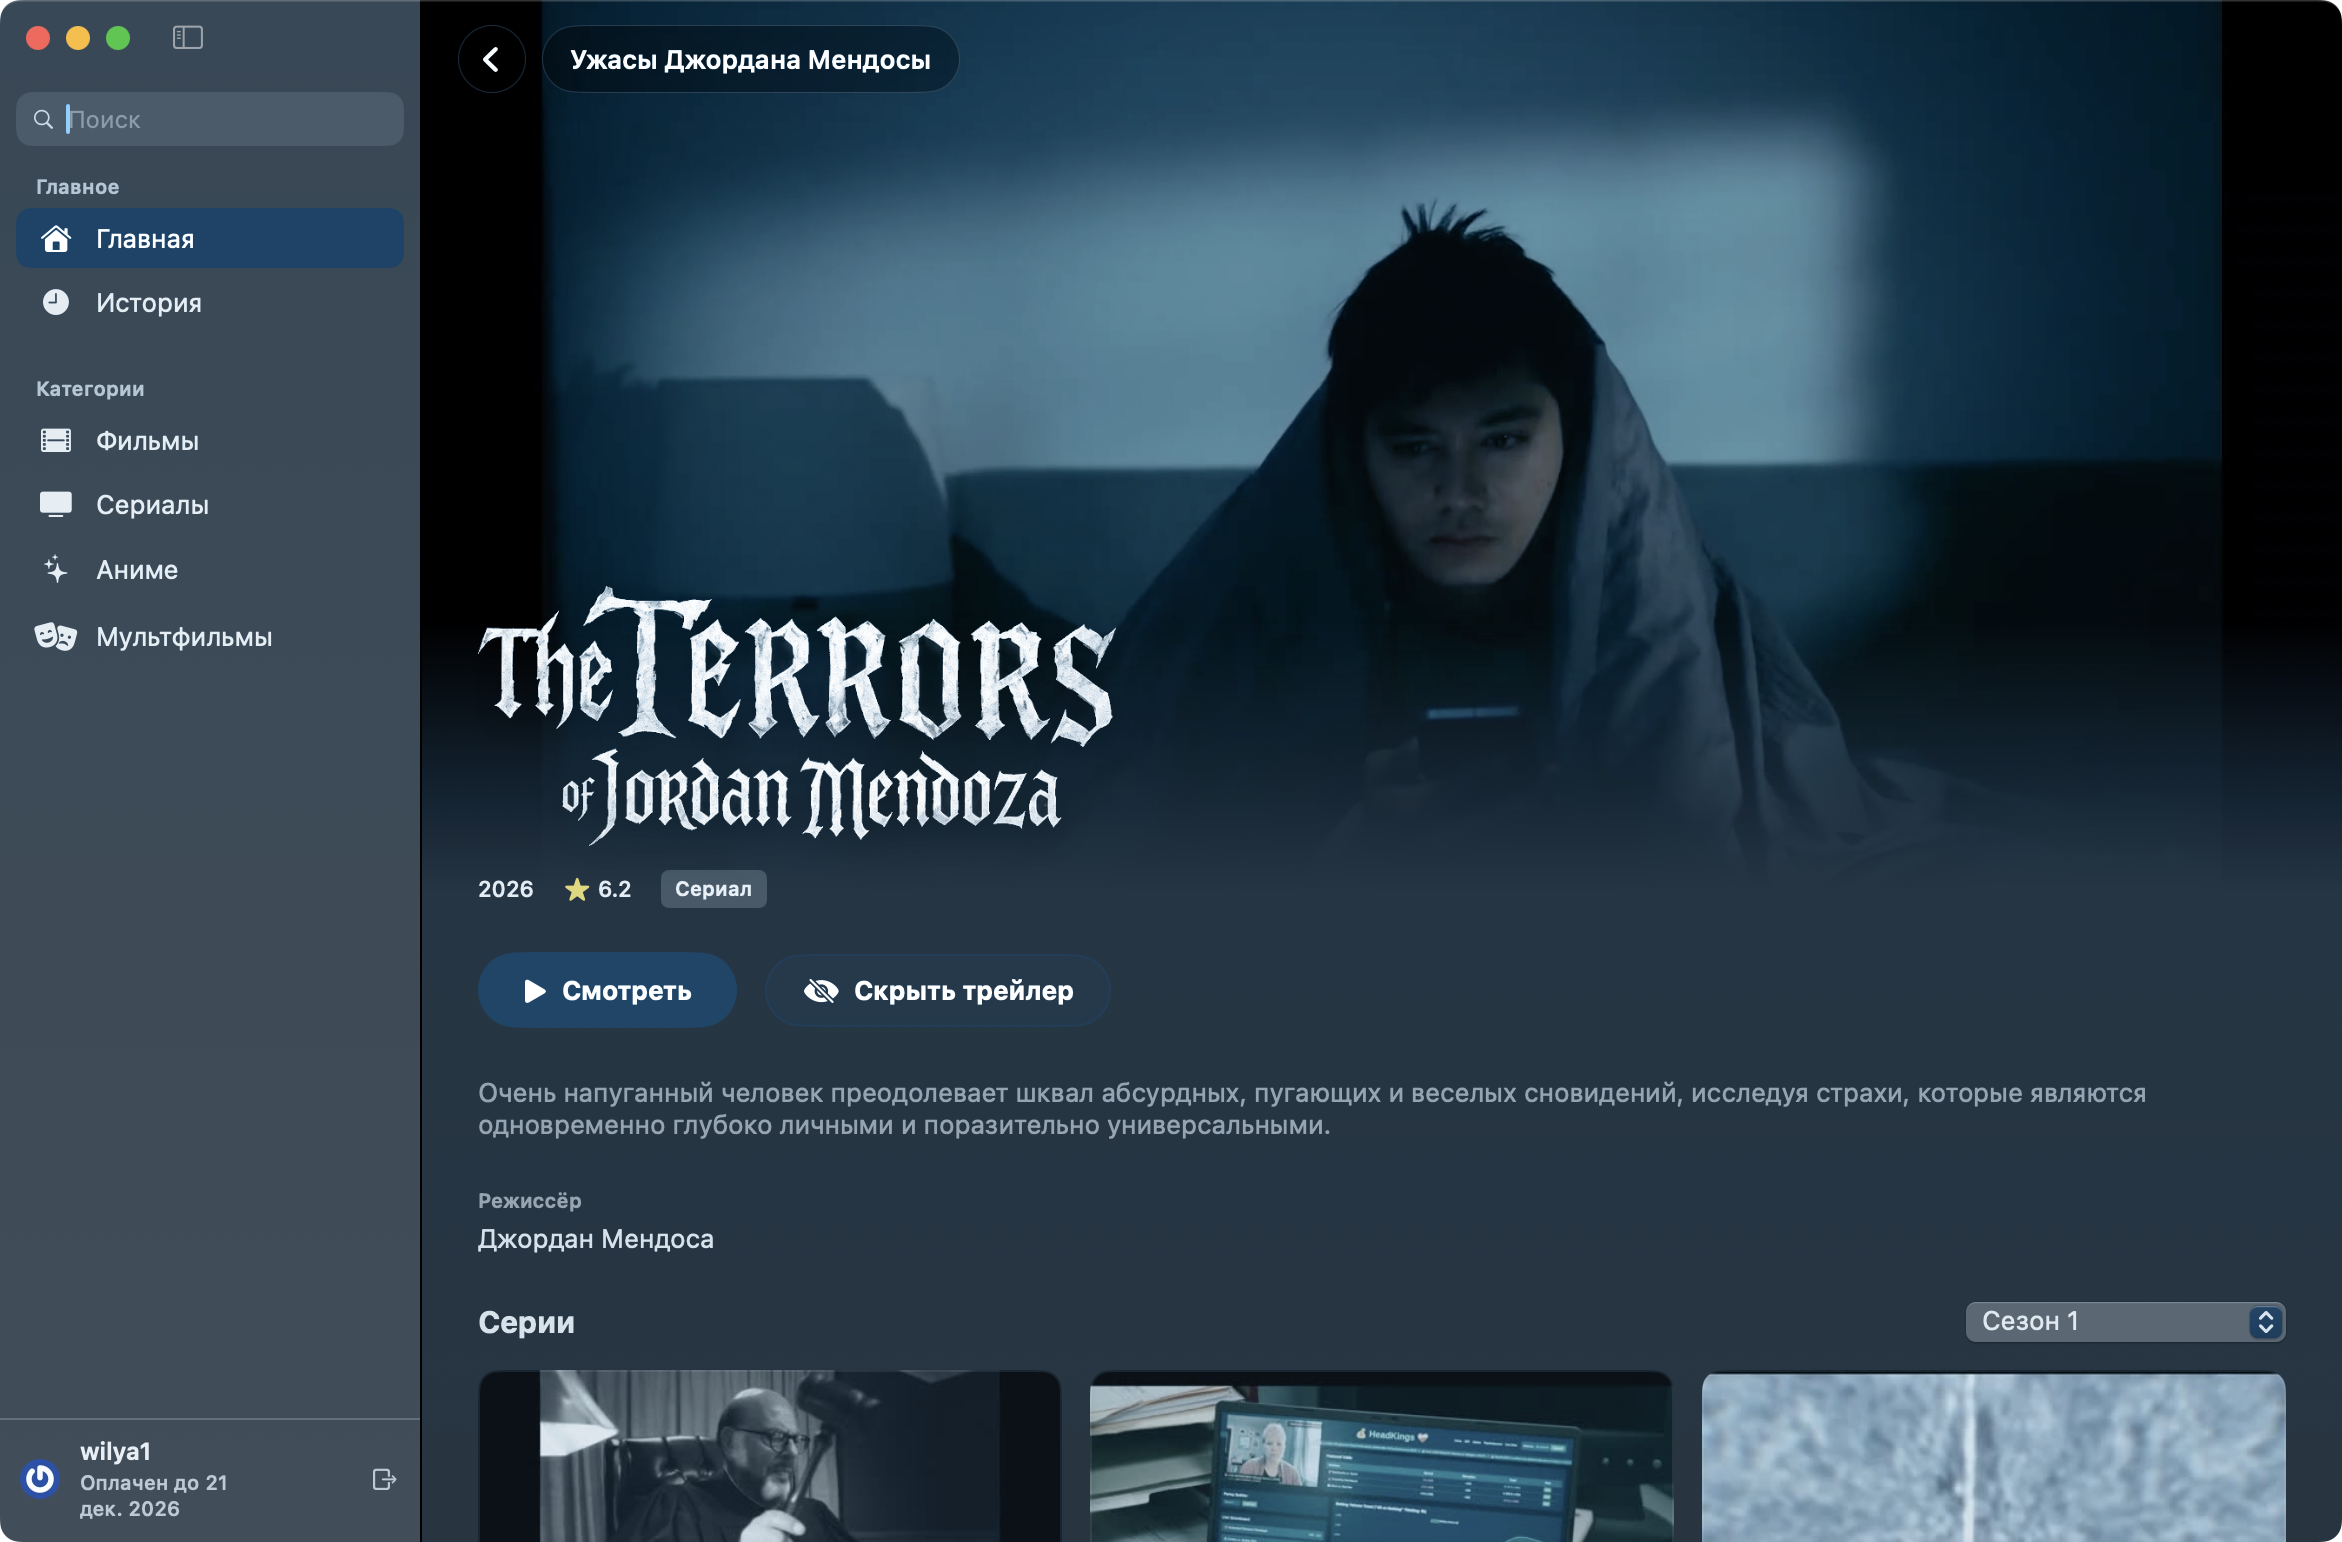 Поиск
Главное
Главная
История
Категории
Фильмы
Сериалы
Аниме
Мультфильмы
wilya1
Оплачен до 21
дек. 2026
Ужасы Джордана Мендосы
The Terrors
of Jordan Mendoza
2026 6.2 Сериал
Смотреть Скрыть трейлер
Очень напуганный человек преодолевает шквал абсурдных, пугающих и веселых сновидений, исследуя страхи, которые являются
одновременно глубоко личными и поразительно универсальными.
Режиссёр
Джордан Мендоса
Серии Сезон 1
HeadKings